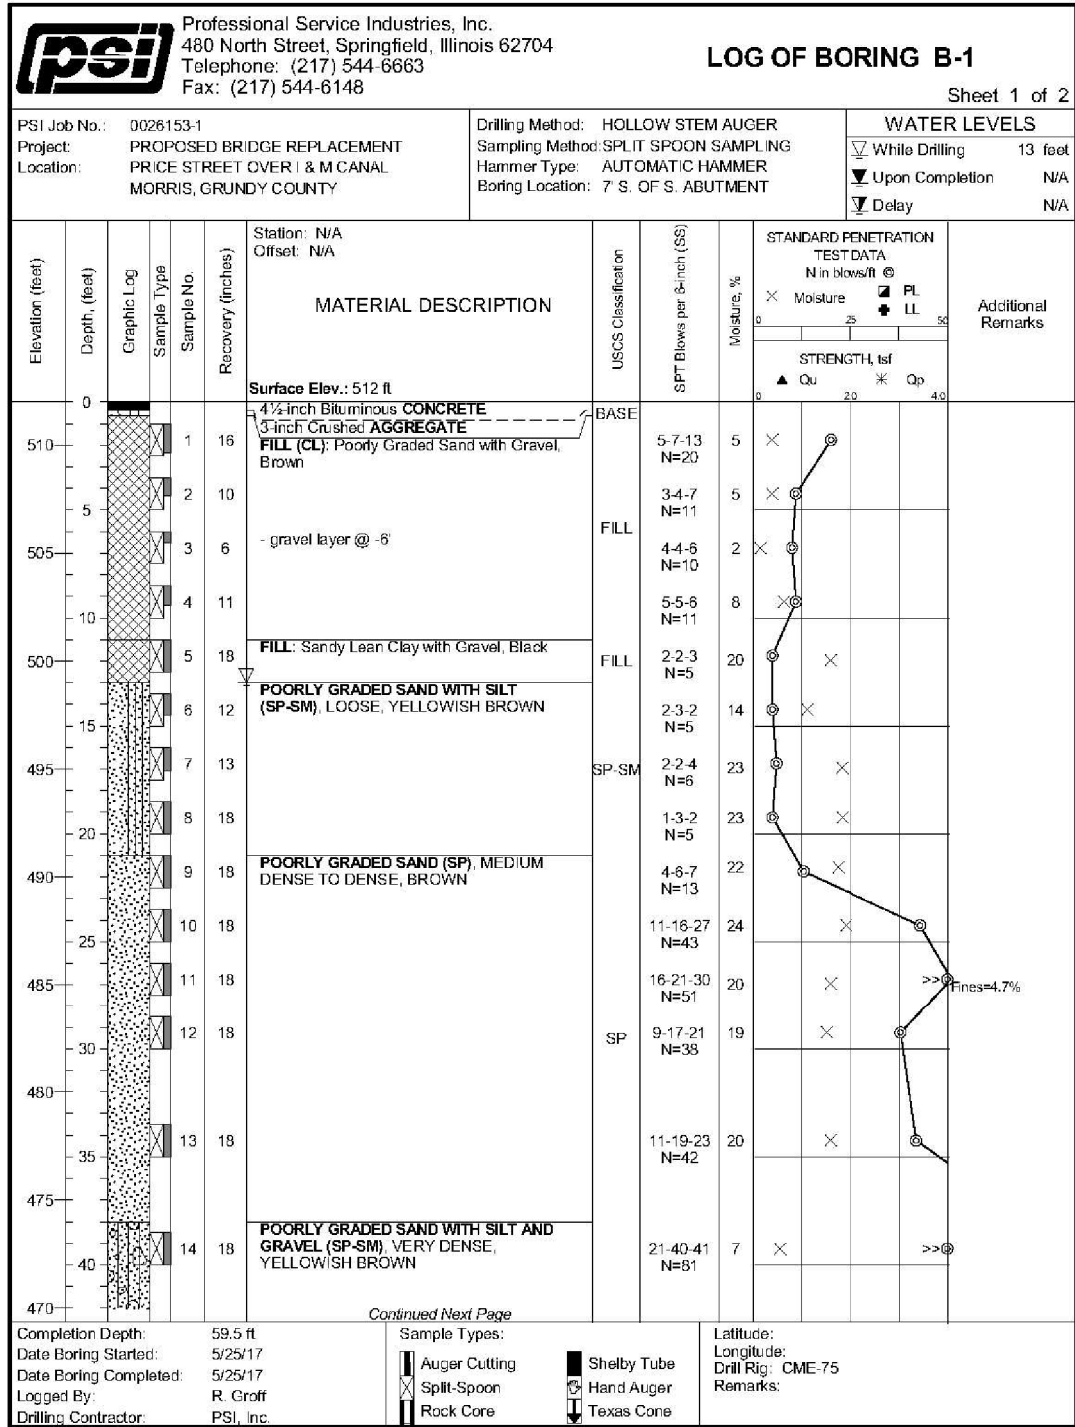 psi
Professional Service Industries, Inc.
480 North Street, Springfield, Illinois 62704
Telephone: (217) 544-6663
Fax: (217) 544-6148
LOG OF BORING B-1
Sheet 1 of 2
PSI Job No.: 0026153-1
Project: PROPOSED BRIDGE REPLACEMENT
Location: PRICE STREET OVER I & M CANAL
MORRIS, GRUNDY COUNTY
Drilling Method: HOLLOW STEM AUGER
Sampling Method: SPLIT SPOON SAMPLING
Hammer Type: AUTOMATIC HAMMER
Boring Location: 7' S. OF S. ABUTMENT
WATER LEVELS
While Drilling 13 feet
Upon Completion N/A
Delay N/A
Elevation (feet)
Depth, (feet)
Graphic Log
Sample Type
Sample No.
Recovery (inches)
Station: N/A
Offset: N/A
MATERIAL DESCRIPTION
Surface Elev.: 512 ft
USCS Classification
SPT Blows per 6-inch (SS)
Moisture, %
STANDARD PENETRATION
TEST DATA
N in blows/ft
Moisture
PL
LL
0 25 50
STRENGTH, tsf
Qu Qp
0 2.0 4.0
Additional
Remarks
0
4½-inch Bituminous CONCRETE
BASE
3-inch Crushed AGGREGATE
510
1 16
FILL (CL): Poorly Graded Sand with Gravel,
Brown
5-7-13
N=20
5
2 10
3-4-7
N=11
5
5
FILL
505
3 6
- gravel layer @ -6'
4-4-6
N=10
2
4 11
5-5-6
N=11
8
10
500
5 18
FILL: Sandy Lean Clay with Gravel, Black
FILL
2-2-3
N=5
20
POORLY GRADED SAND WITH SILT
(SP-SM), LOOSE, YELLOWISH BROWN
6 12
2-3-2
N=5
14
15
495
7 13
SP-SM
2-2-4
N=6
23
8 18
1-3-2
N=5
23
20
490
9 18
POORLY GRADED SAND (SP), MEDIUM
DENSE TO DENSE, BROWN
4-6-7
N=13
22
10 18
11-16-27
N=43
24
25
485
11 18
16-21-30
N=51
20
>>
Fines=4.7%
12 18
SP
9-17-21
N=38
19
30
480
13 18
11-19-23
N=42
20
35
475
POORLY GRADED SAND WITH SILT AND
GRAVEL (SP-SM), VERY DENSE,
YELLOWISH BROWN
14 18
21-40-41
N=81
7
>>
40
470
Continued Next Page
Completion Depth: 59.5 ft
Date Boring Started: 5/25/17
Date Boring Completed: 5/25/17
Logged By: R. Groff
Drilling Contractor: PSI, Inc.
Sample Types:
Auger Cutting
Split-Spoon
Rock Core
Shelby Tube
Hand Auger
Texas Cone
Latitude:
Longitude:
Drill Rig: CME-75
Remarks: